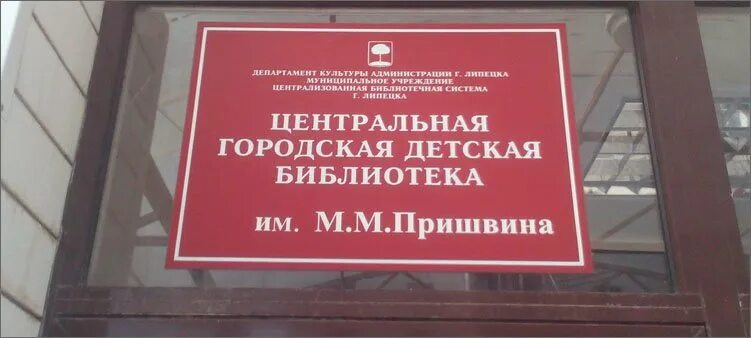 ДЕПАРТАМЕНТ КУЛЬТУРЫ АДМИНИСТРАЦИИ Г. ЛИПЕЦКА
МУНИЦИПАЛЬНОЕ УЧРЕЖДЕНИЕ
ЦЕНТРАЛИЗОВАННАЯ БИБЛИОТЕЧНАЯ СИСТЕМА
Г. ЛИПЕЦКА
ЦЕНТРАЛЬНАЯ
ГОРОДСКАЯ ДЕТСКАЯ
БИБЛИОТЕКА
им. М.М.Пришвина